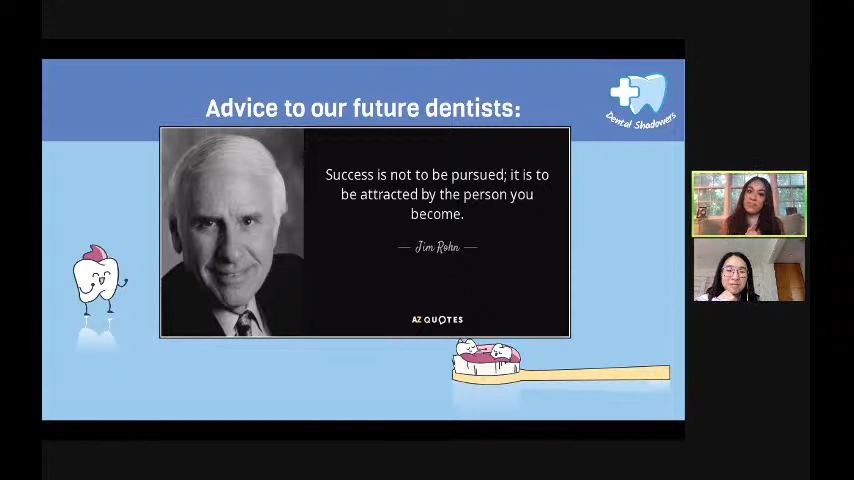 Advice to our future dentists:
Dental Shadowers
Success is not to be pursued; it is to
be attracted by the person you
become.
— Jim Rohn —
AZ QUOTES